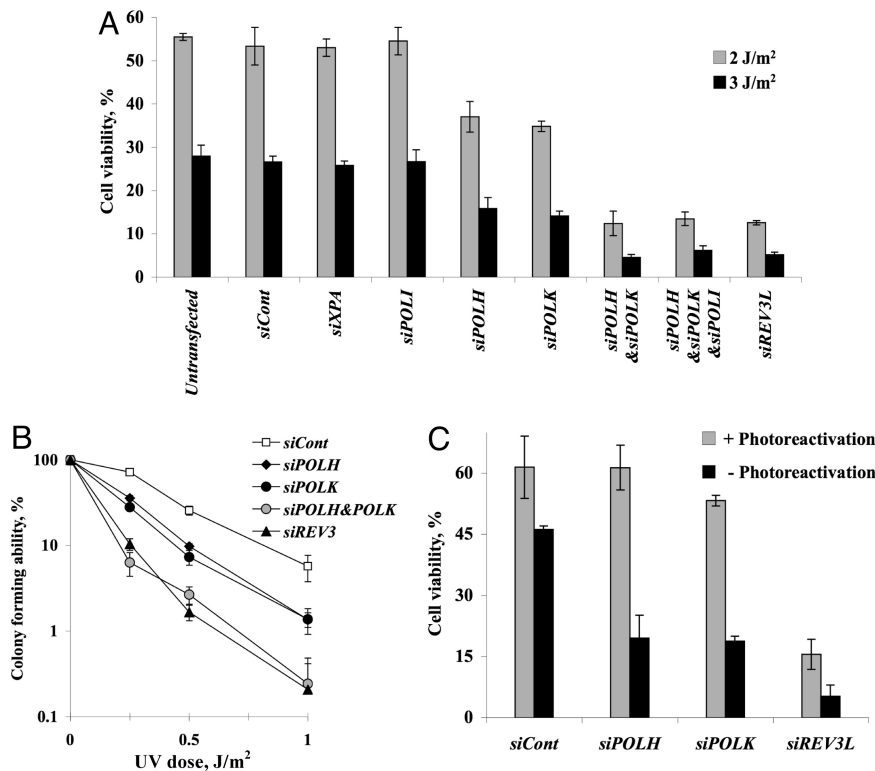 A
60
50
40
30
20
10
0
Cell viability, %
2 J/m²
3 J/m²
Untransfected
siCont
siXPA
siPOLI
siPOLH
siPOLK
siPOLH
&siPOLK
siPOLH
&siPOLK
&siPOLI
siREV3L
B
100
10
1
0.1
Colony forming ability, %
0
0.5
1
UV dose, J/m²
siCont
siPOLH
siPOLK
siPOLH&POLK
siREV3
C
60
45
30
15
0
Cell viability, %
+ Photoreactivation
- Photoreactivation
siCont
siPOLH
siPOLK
siREV3L